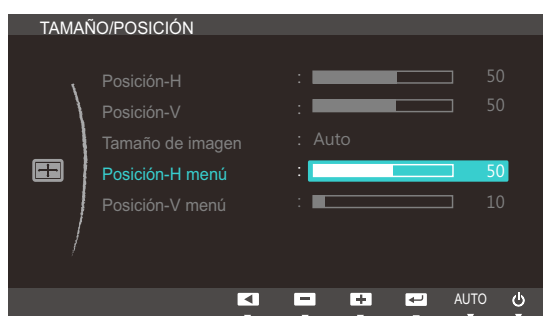 TAMAÑO/POSICIÓN
Posición-H : 50
Posición-V : 50
Tamaño de imagen : Auto
Posición-H menú : 50
Posición-V menú : 10
AUTO